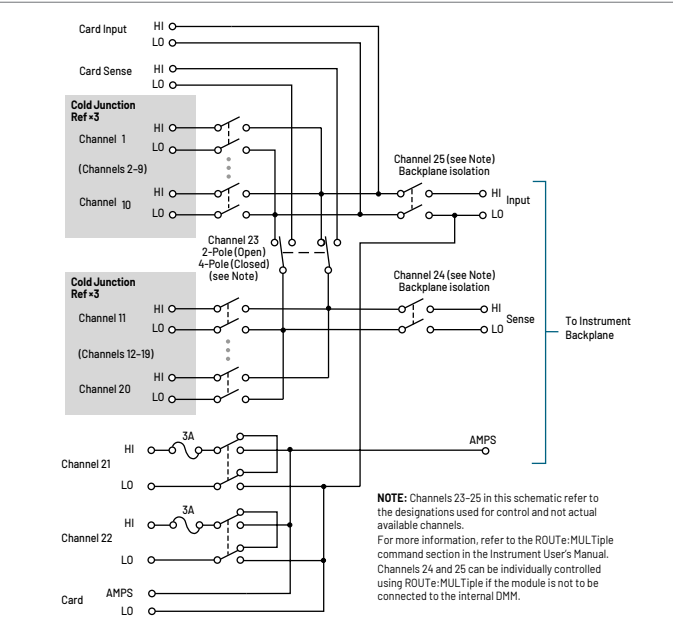 Card Input HI
LO
Card Sense HI
LO
Cold Junction
Ref×3
HI
Channel 1
LO
(Channels 2–9)
HI
Channel 10
LO
Channel 25 (see Note)
Backplane isolation
HI
Input
LO
Channel 23
2-Pole (Open)
4-Pole (Closed)
(see Note)
Cold Junction
Ref×3
HI
Channel 11
LO
(Channels 12–19)
HI
Channel 20
LO
Channel 24 (see Note)
Backplane isolation
HI
Sense
LO
To Instrument
Backplane
3A
HI
Channel 21
LO
AMPS
3A
HI
Channel 22
LO
AMPS
Card
LO
NOTE: Channels 23–25 in this schematic refer to
the designations used for control and not actual
available channels.
For more information, refer to the ROUTe:MULTiple
command section in the Instrument User's Manual.
Channels 24 and 25 can be individually controlled
using ROUTe:MULTiple if the module is not to be
connected to the internal DMM.